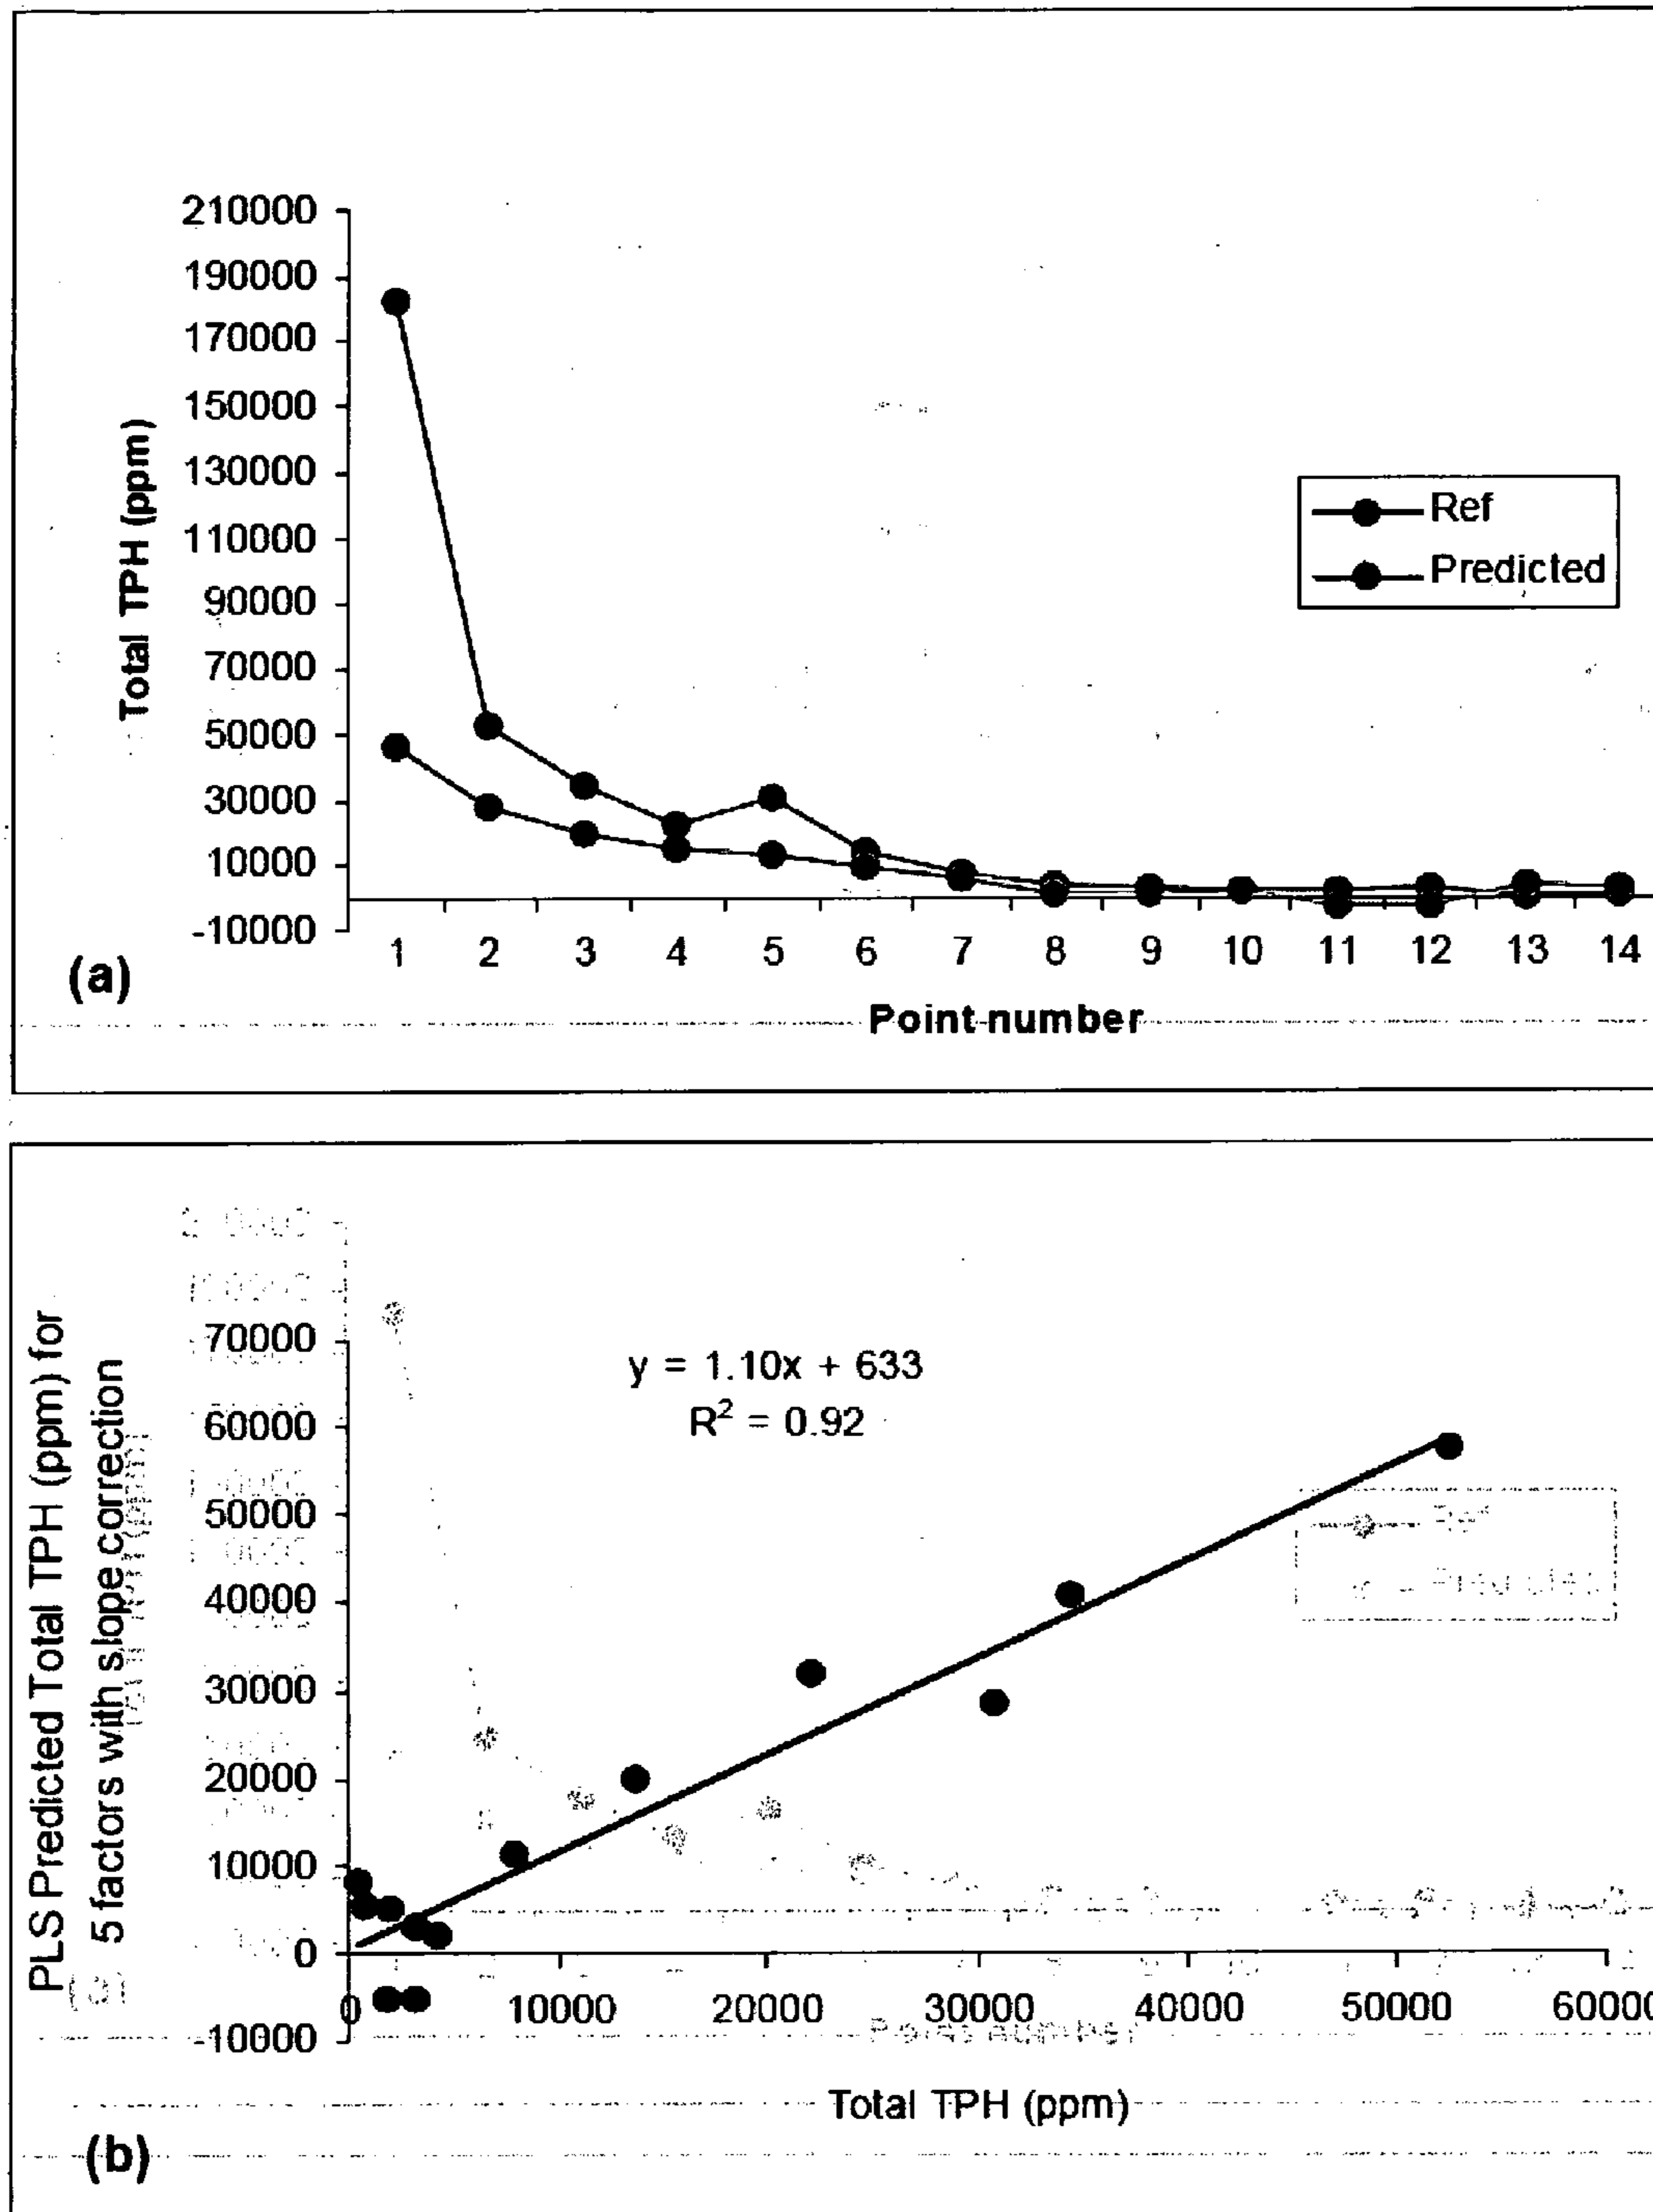 210000
190000
170000
150000
130000
110000
90000
70000
50000
30000
10000
-10000
Total TPH (ppm)
Ref
Predicted
1 2 3 4 5 6 7 8 9 10 11 12 13 14
Point number
(a)
PLS Predicted Total TPH (ppm) for
5 factors with slope correction
70000
60000
50000
40000
30000
20000
10000
0
-10000
y = 1.10x + 633
R² = 0.92
0 10000 20000 30000 40000 50000
Total TPH (ppm)
(b)
Point number